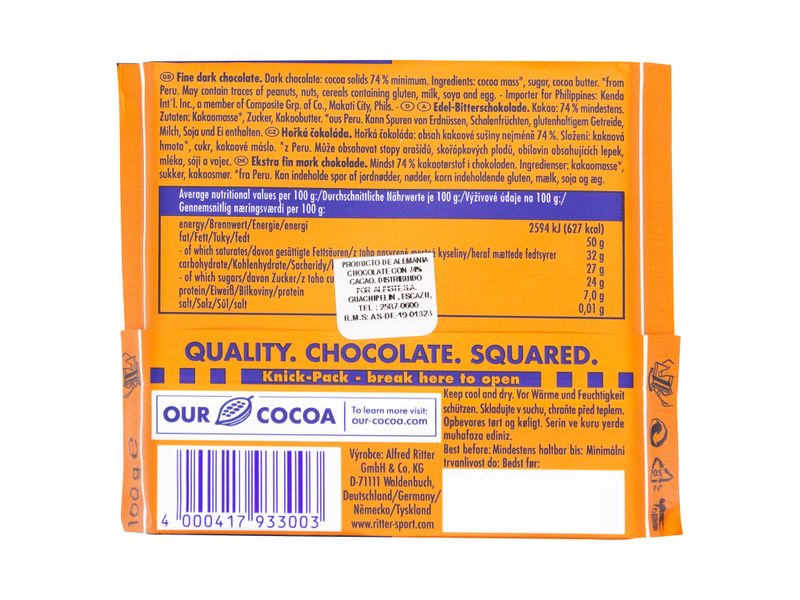 GB Fine dark chocolate. Dark chocolate: cocoa solids 74 % minimum. Ingredients: cocoa mass*, sugar, cocoa butter. *from
Peru. May contain traces of peanuts, nuts, cereals containing gluten, milk, soya and egg. - Importer for Philippines: Kendo
Int'l. Inc., a member of Composite Grp. of Co., Makati City, Phils. - D A Edel-Bitterschokolade. Kakao: 74 % mindestens.
Zutaten: Kakaomasse*, Zucker, Kakaobutter. *aus Peru. Kann Spuren von Erdnüssen, Schalenfrüchten, glutenhaltigem Getreide,
Milch, Soja und Ei enthalten. CZ Hořká čokoláda. Hořká čokoláda: obsah kakaové sušiny nejméně 74 %. Složení: kakaová
hmota*, cukr, kakaové máslo. *z Peru. Může obsahovat stopy arašídů, skořápkových plodů, obilovin obsahujících lepek,
mléka, sóji a vajec. DK Ekstra fin mørk chokolade. Mindst 74 % kakaotørstof i chokoladen. Ingredienser: kakaomasse*,
sukker, kakaosmør. *fra Peru. Kan indeholde spor af jordnødder, nødder, korn indeholdende gluten, mælk, soja og æg.
Average nutritional values per 100 g:/Durchschnittliche Nährwerte je 100 g:/Výživové údaje na 100 g:/
Gennemsnitlig næringsværdi per 100 g:
energy/Brennwert/Energie/energi 2594 kJ (627 kcal)
fat/Fett/Tuky/fedt 50 g
- of which saturates/davon gesättigte Fettsäuren/z toho nasycené mastné kyseliny/heraf mættede fedtsyrer 32 g
carbohydrate/Kohlenhydrate/Sacharidy/ 27 g
- of which sugars/davon Zucker/z toho cu 24 g
protein/Eiweiß/Bílkoviny/protein 7,0 g
salt/Salz/Sůl/salt 0,01 g
PRODUCTO DE ALEMANIA
CHOCOLATE CON 74%
CACAO. DISTRIBUIDO
POR ALPISTE S.A.
GUACHIPELIN, ESCAZU,
TEL : 2587-0600
R.M.S: AS-DE-19-01323
QUALITY. CHOCOLATE. SQUARED.
Knick-Pack - break here to open
OUR COCOA
To learn more visit:
our-cocoa.com
Keep cool and dry. Vor Wärme und Feuchtigkeit
schützen. Skladujte v suchu, chraňte před teplem.
Opbevares tørt og køligt. Serin ve kuru yerde
muhafaza ediniz.
Best before: Mindestens haltbar bis: Minimální
trvanlivost do: Bedst før:
Výrobce: Alfred Ritter
GmbH & Co. KG
D-71111 Waldenbuch,
Deutschland/Germany/
Německo/Tyskland
www.ritter-sport.com
4 000417 933003
100g e
05
PP